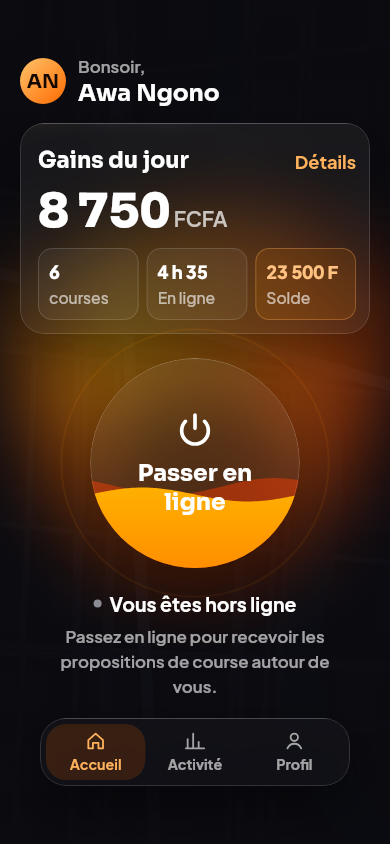 AN
Bonsoir,
Awa Ngono
Gains du jour
Détails
8 750 FCFA
6
courses
4 h 35
En ligne
23 500 F
Solde
Passer en
ligne
Vous êtes hors ligne
Passez en ligne pour recevoir les
propositions de course autour de
vous.
Accueil
Activité
Profil